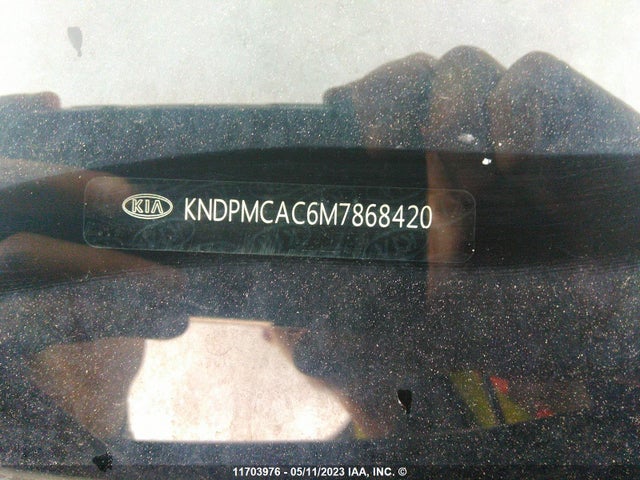 KIA KNDPMCAC6M7868420
11703976 - 05/11/2023 IAA, INC. ©